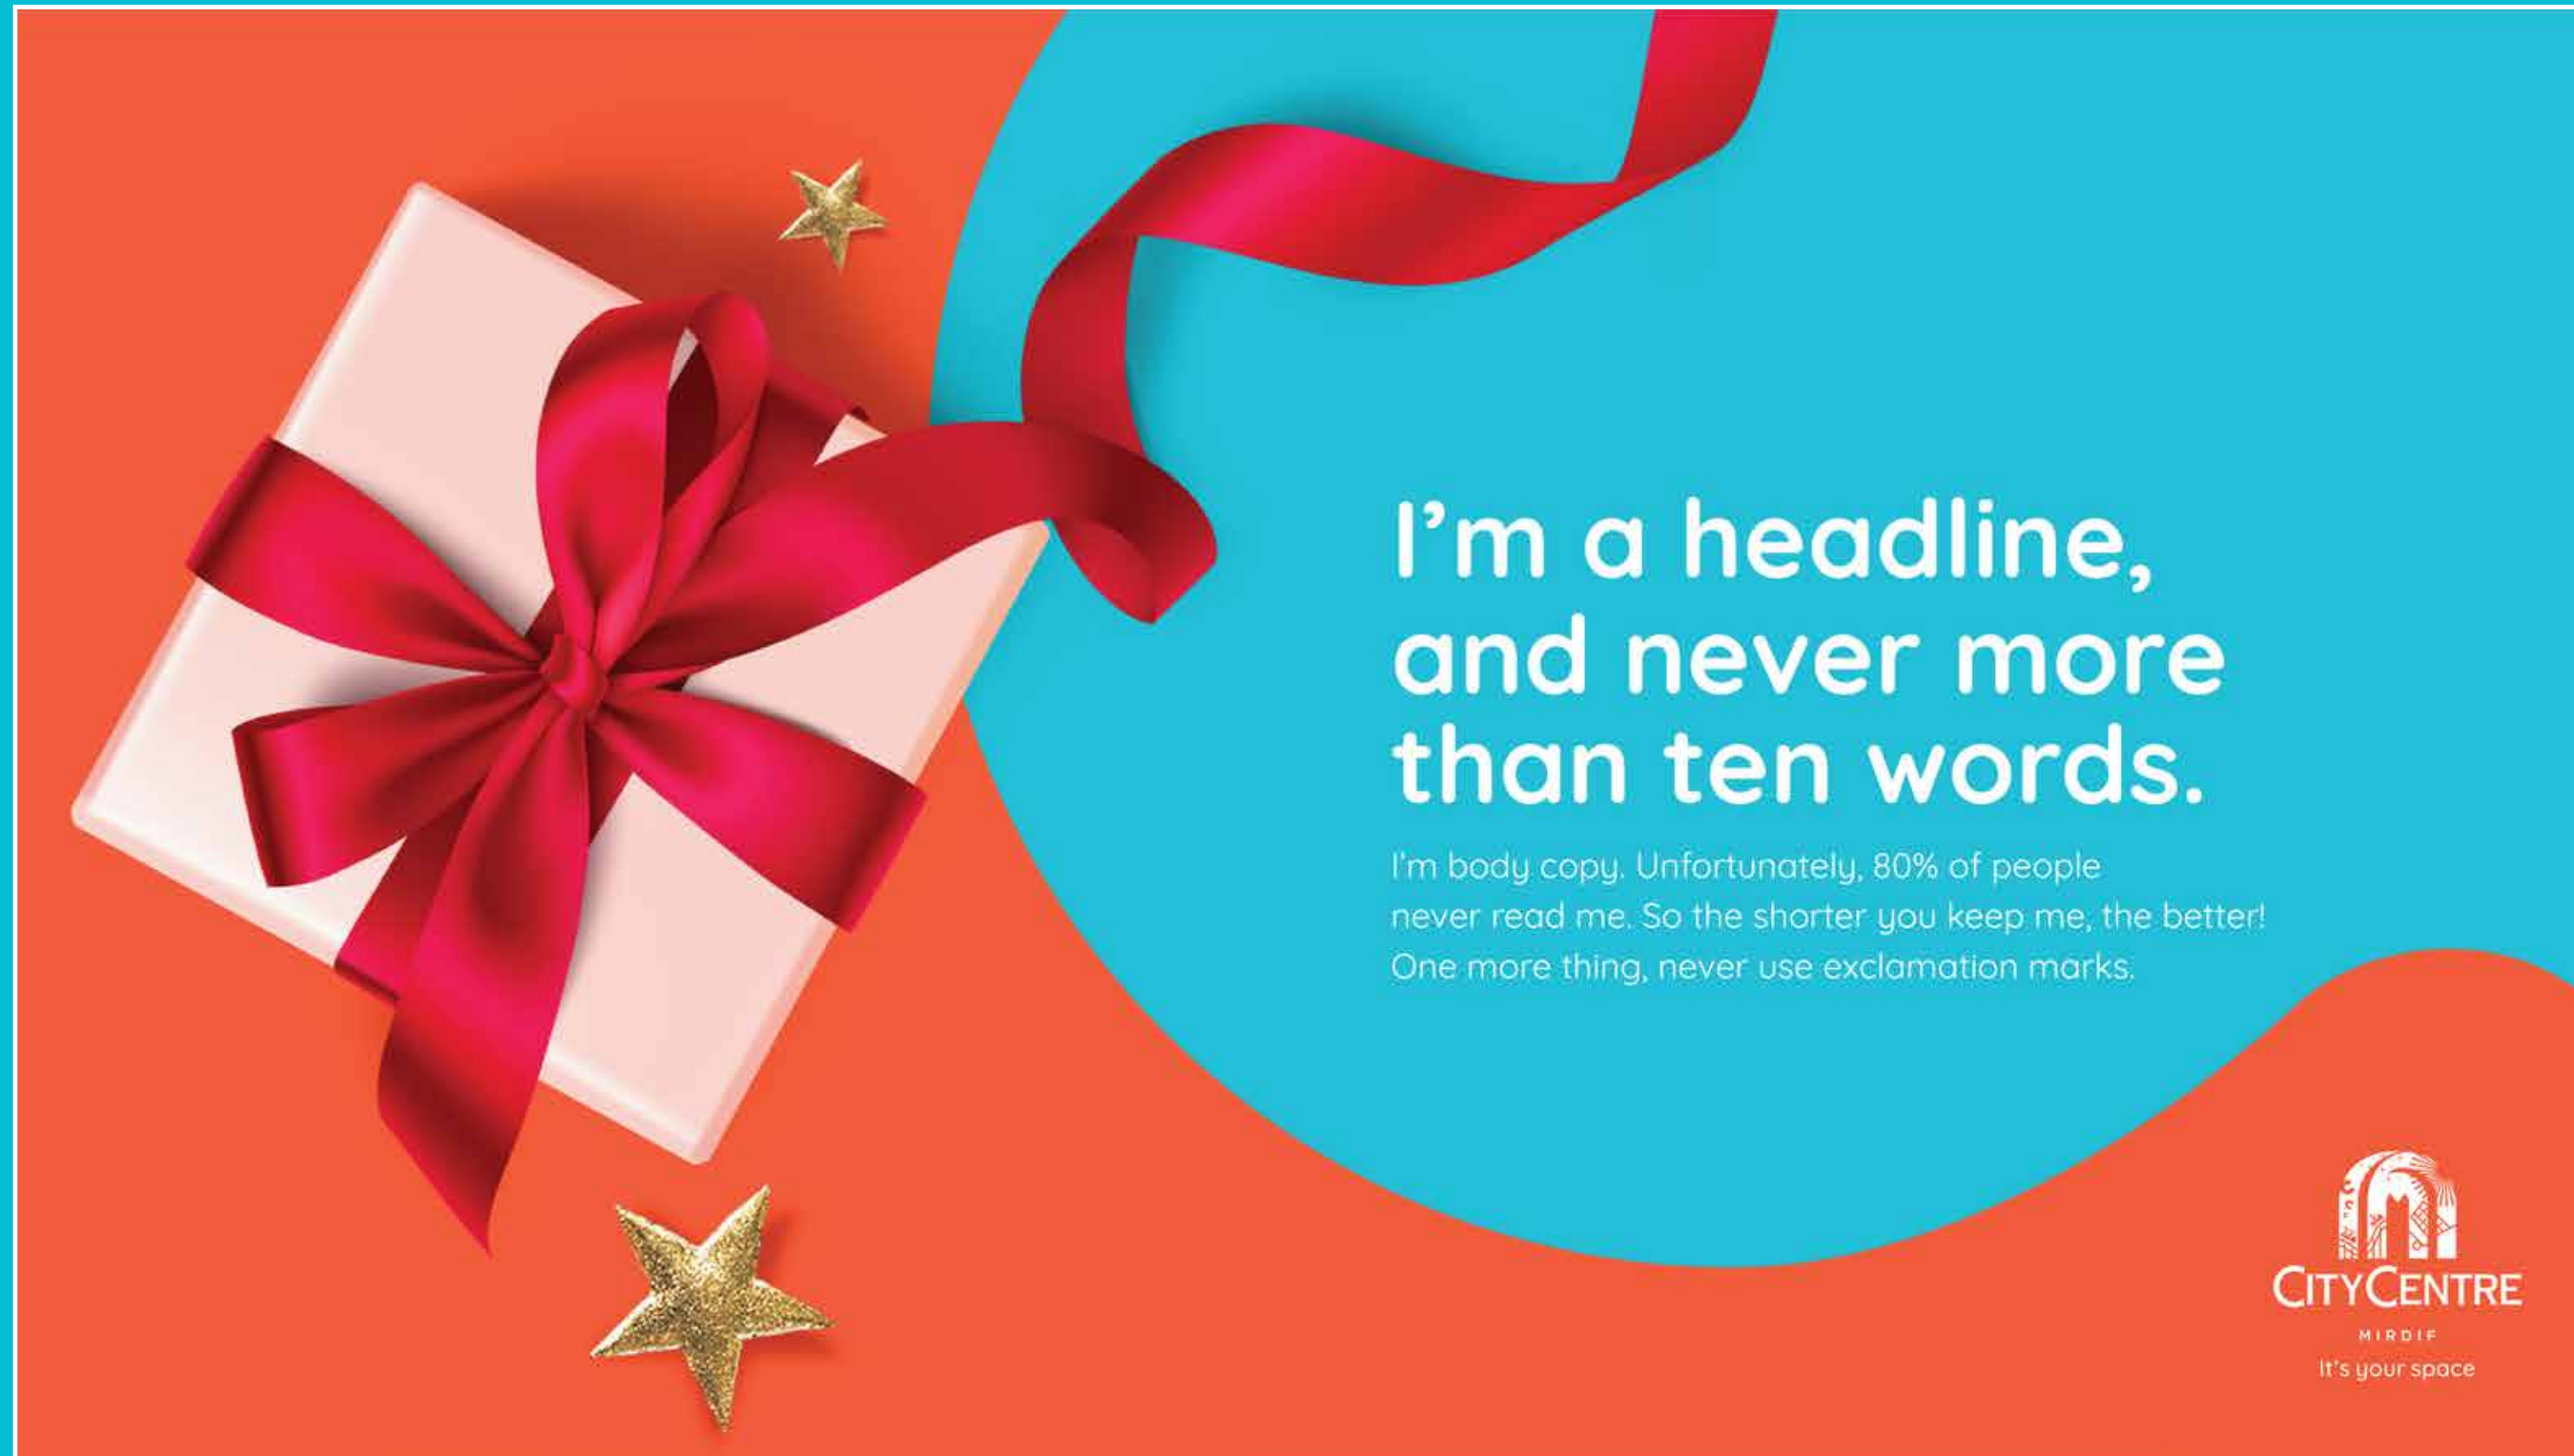 I'm a headline,
and never more
than ten words.
I'm body copy. Unfortunately, 80% of people
never read me. So the shorter you keep me, the better!
One more thing, never use exclamation marks.
CITYCENTRE
MIRDIF
It's your space